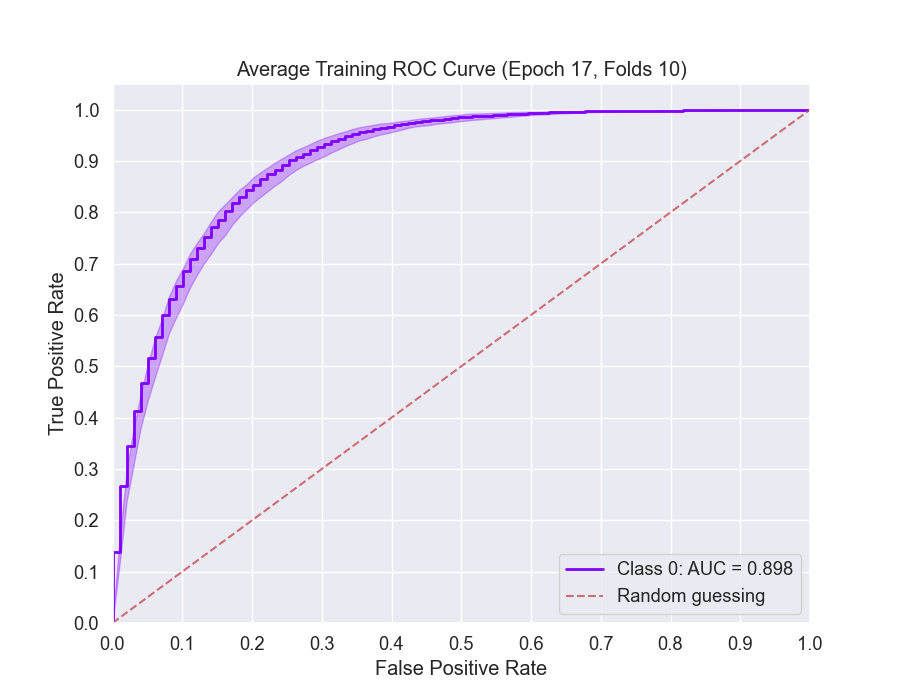 Average Training ROC Curve (Epoch 17, Folds 10)
True Positive Rate
1.0
0.9
0.8
0.7
0.6
0.5
0.4
0.3
0.2
0.1
0.0
Class 0: AUC = 0.898
Random guessing
0.0 0.1 0.2 0.3 0.4 0.5 0.6 0.7 0.8 0.9 1.0
False Positive Rate